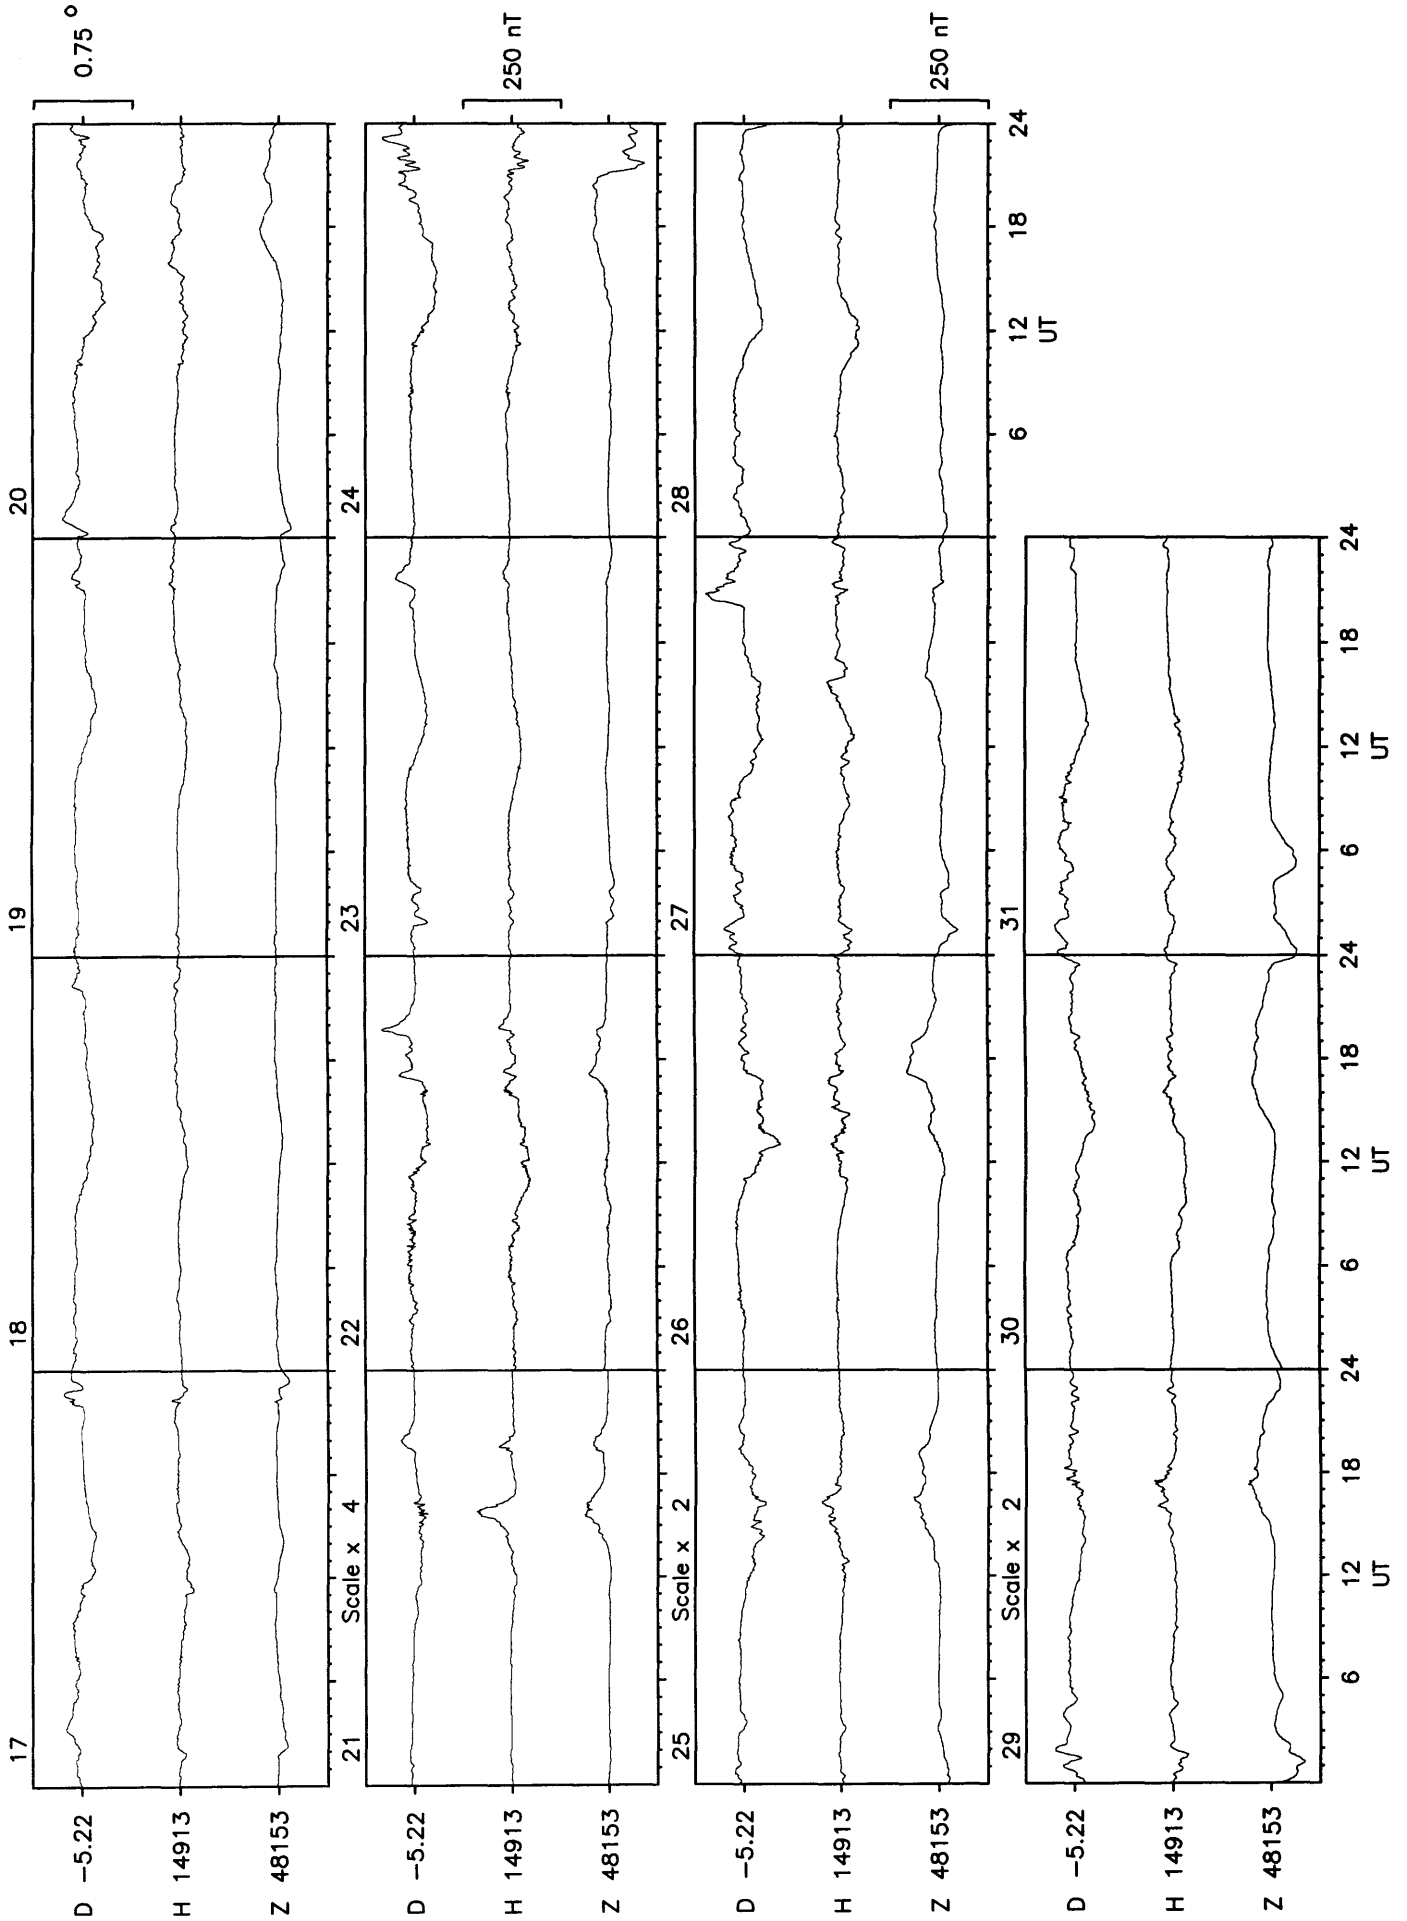 17 18 19 20
D -5.22
H 14913
Z 48153
0.75 °
21 Scale x 4 22 23 24
D -5.22
H 14913
Z 48153
250 nT
25 Scale x 2 26 27 28
D -5.22
H 14913
Z 48153
250 nT
6 12 18 24
UT
29 Scale x 2 30 31
D -5.22
H 14913
Z 48153
6 12 18 24 6 12 18 24 6 12 18 24
UT UT UT